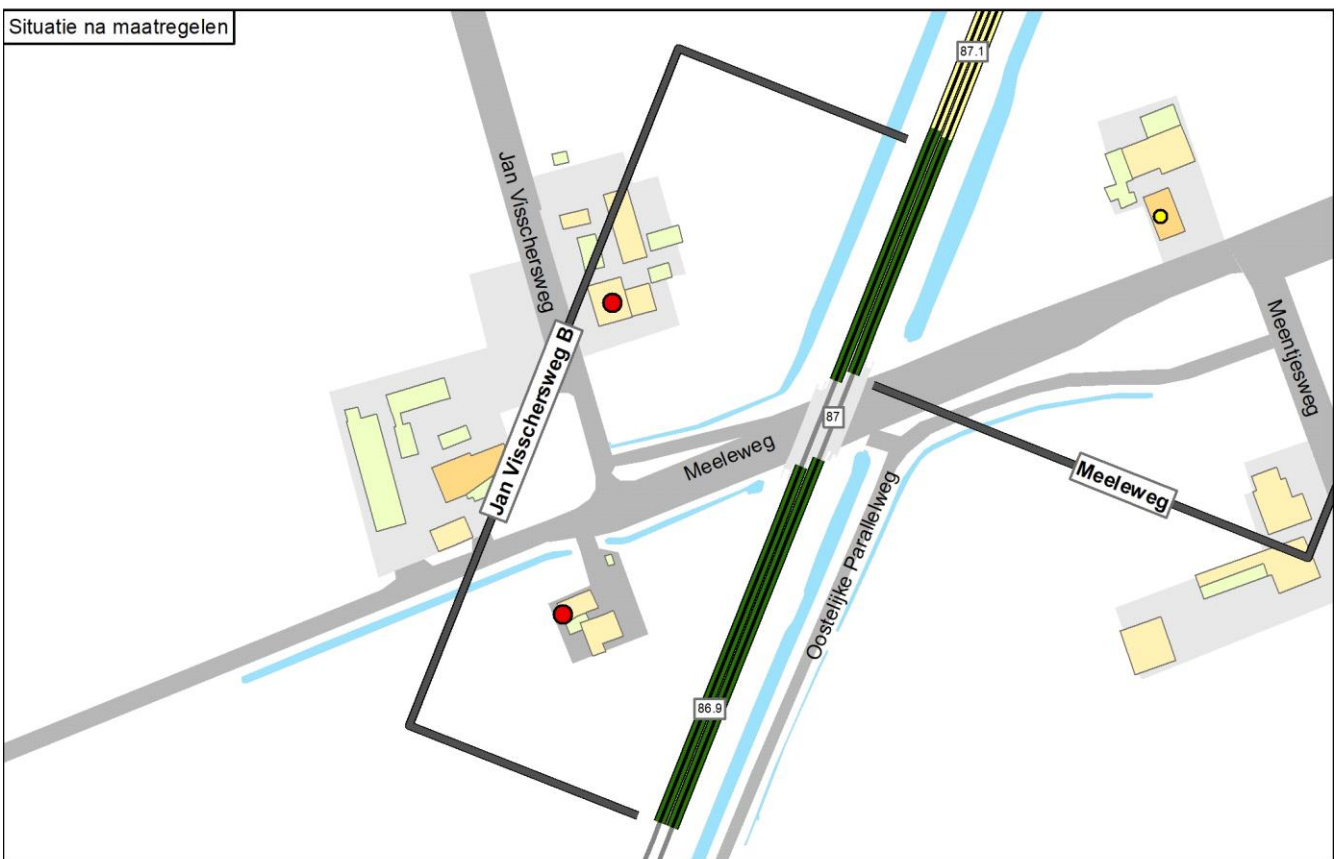 Situatie na maatregelen
87.1
Jan Visschersweg
Meentjesweg
Jan Visschersweg B
87
Meeleweg
Meeleweg
Oostelijke Parallelweg
86.9